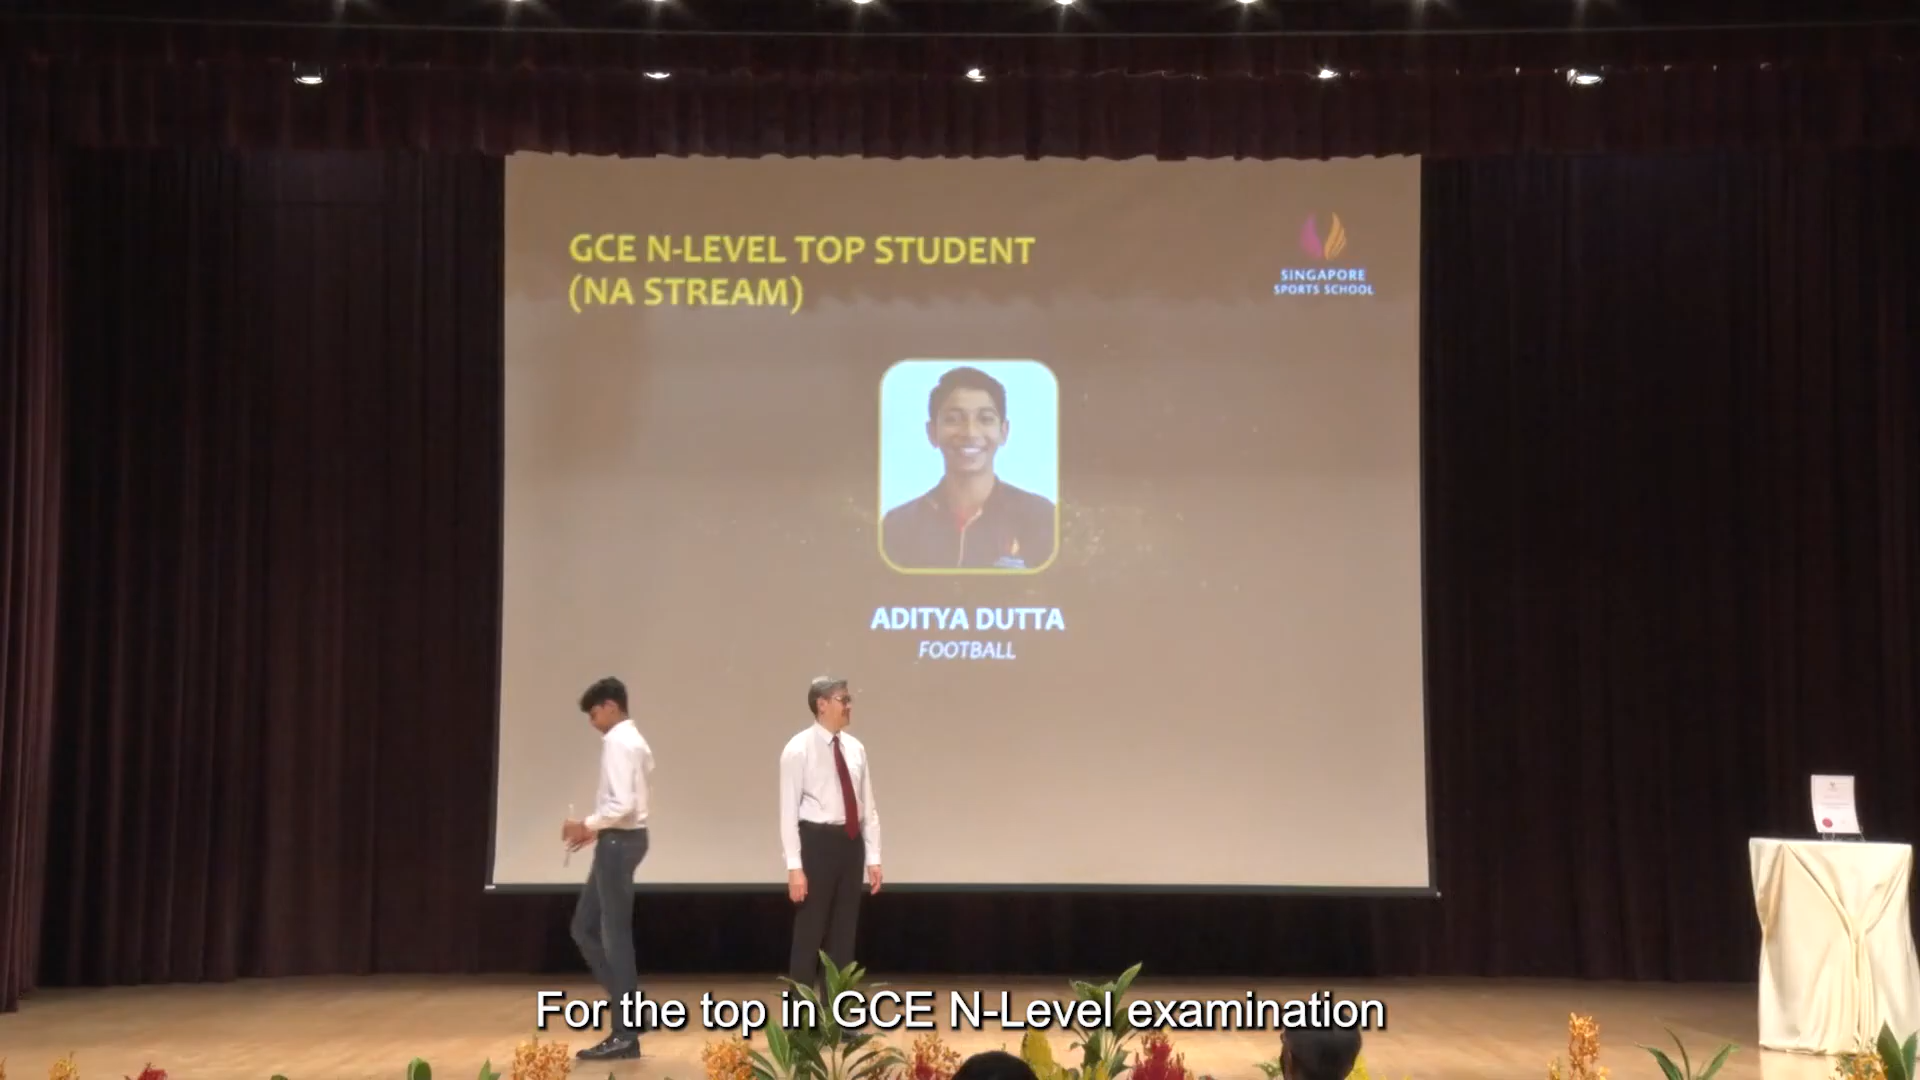 GCE N-LEVEL TOP STUDENT
(NA STREAM)
SINGAPORE
SPORTS SCHOOL
ADITYA DUTTA
FOOTBALL
For the top in GCE N-Level examination